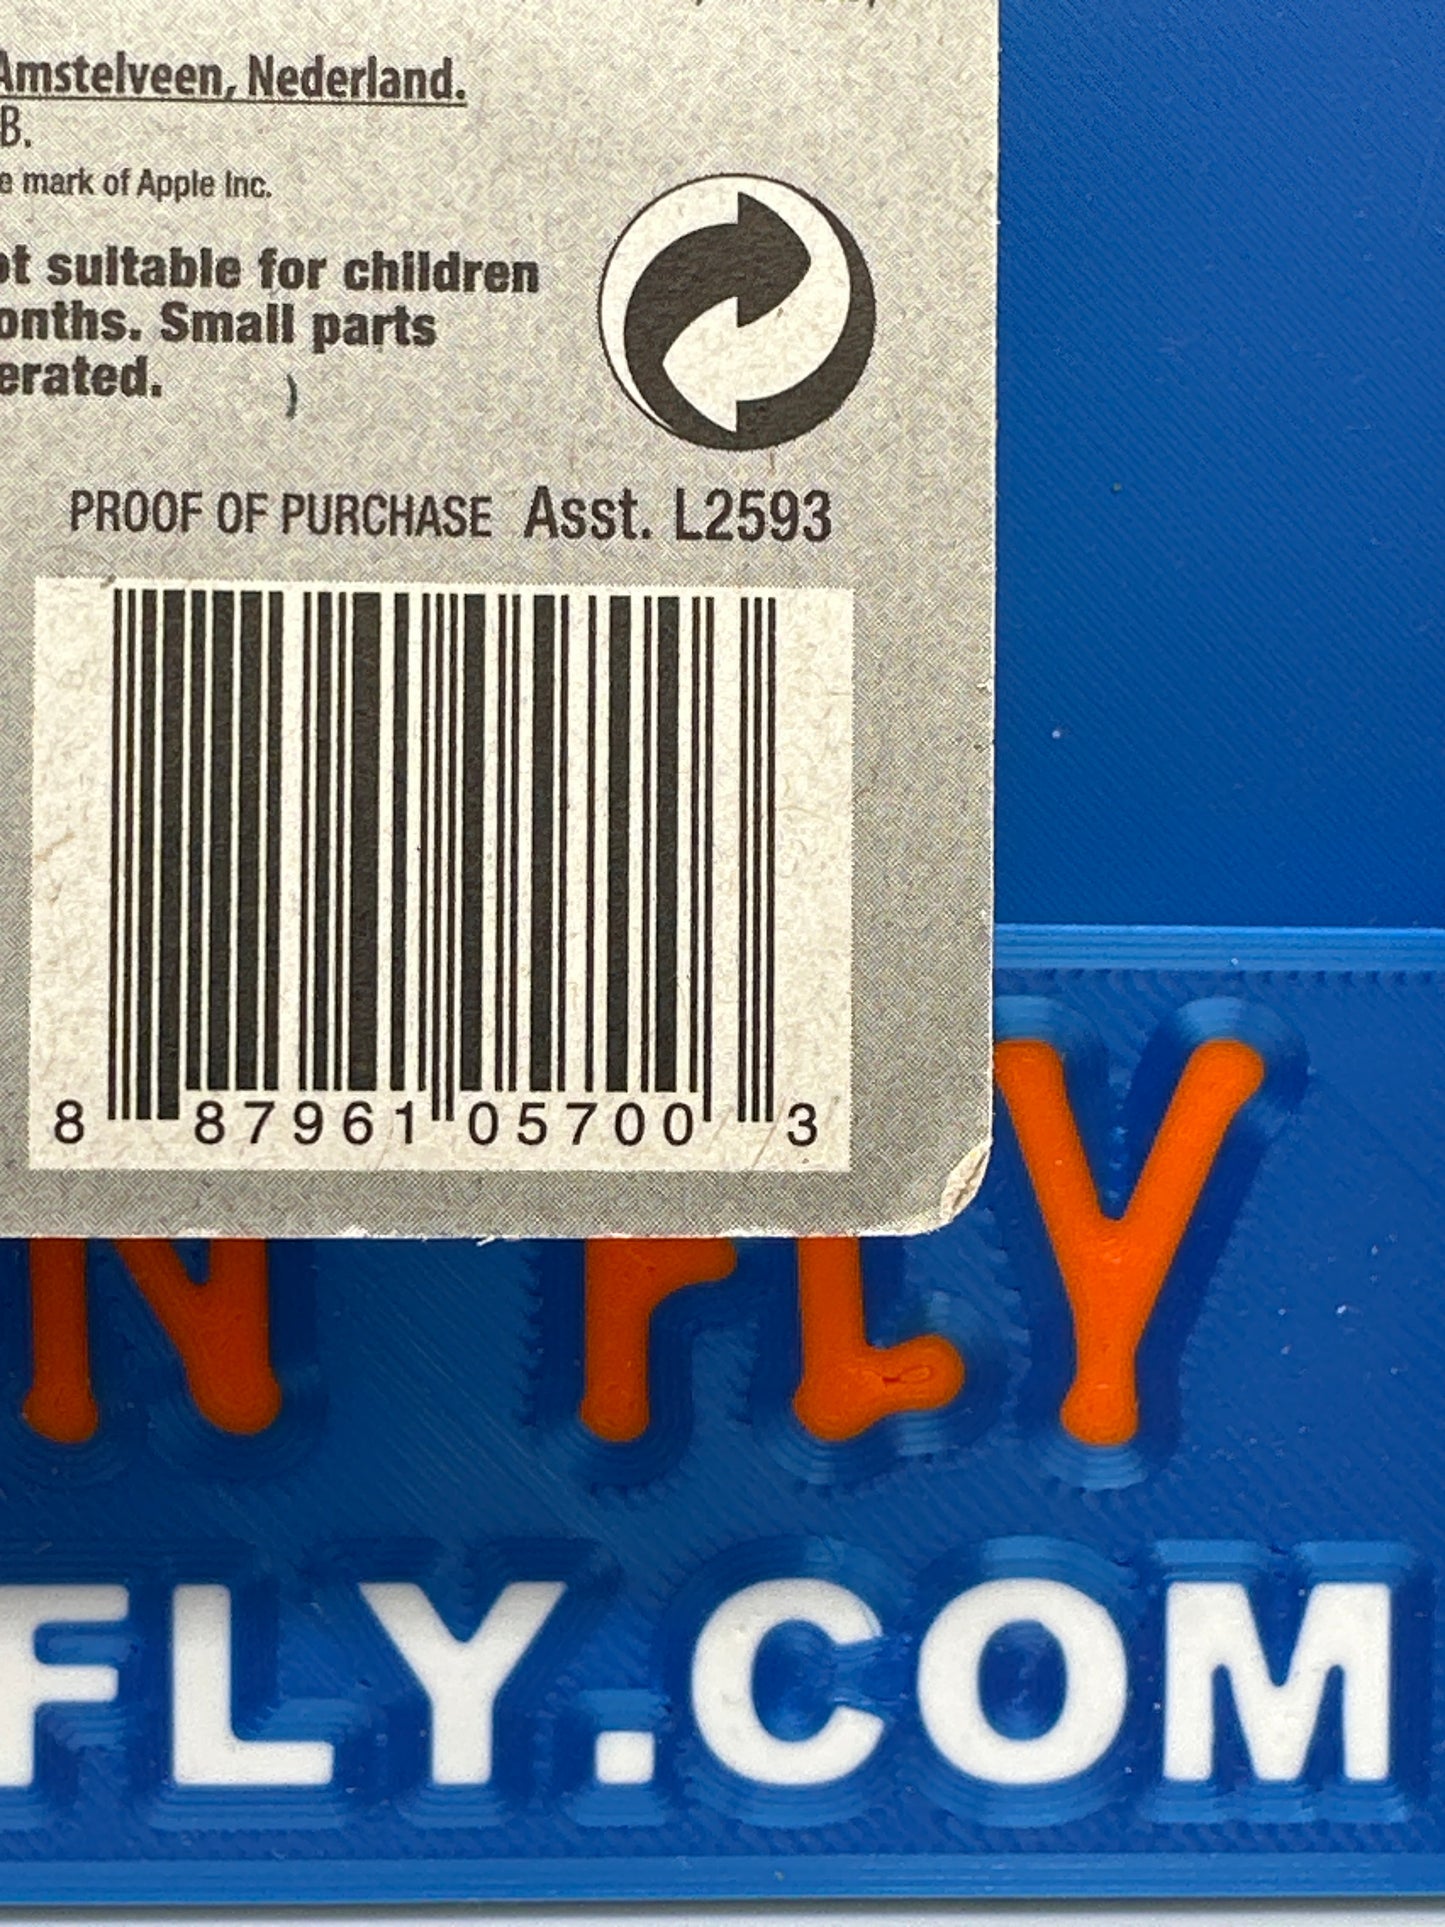 Amstelveen, Nederland.
B.
e mark of Apple Inc.
ot suitable for children
onths. Small parts
erated.
PROOF OF PURCHASE Asst. L2593
8 87961 05700 3
N FLY
FLY.COM